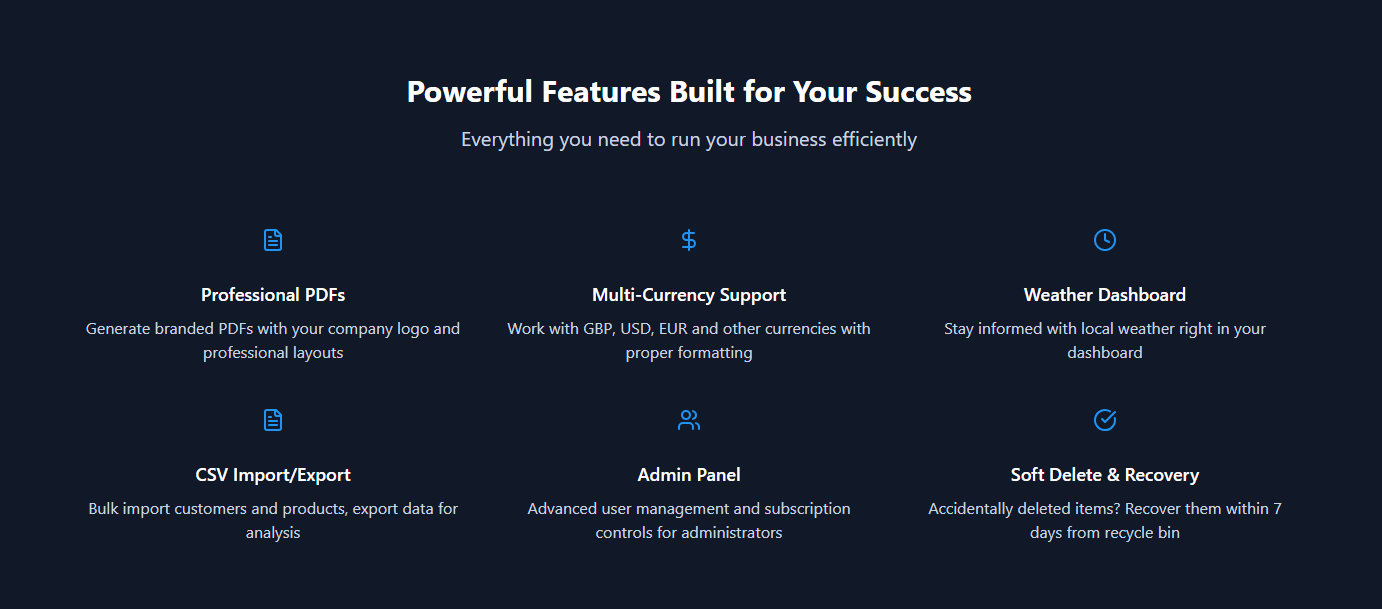 Powerful Features Built for Your Success
Everything you need to run your business efficiently
Professional PDFs
Generate branded PDFs with your company logo and
professional layouts
Multi-Currency Support
Work with GBP, USD, EUR and other currencies with
proper formatting
Weather Dashboard
Stay informed with local weather right in your
dashboard
CSV Import/Export
Bulk import customers and products, export data for
analysis
Admin Panel
Advanced user management and subscription
controls for administrators
Soft Delete & Recovery
Accidentally deleted items? Recover them within 7
days from recycle bin